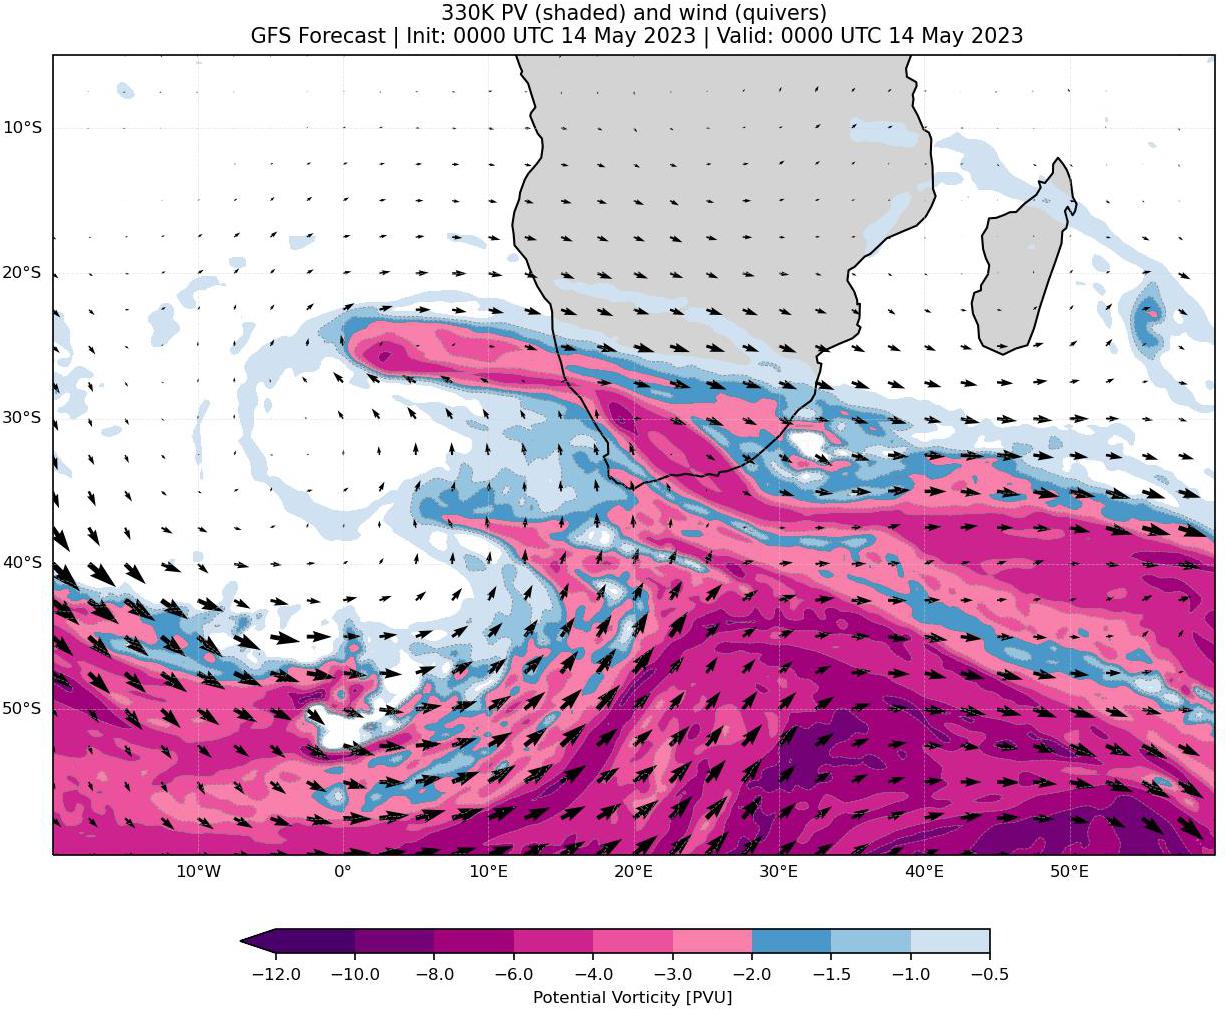 330K PV (shaded) and wind (quivers)
GFS Forecast | Init: 0000 UTC 14 May 2023 | Valid: 0000 UTC 14 May 2023
10°S
20°S
30°S
40°S
50°S
10°W 0° 10°E 20°E 30°E 40°E 50°E
−12.0 −10.0 −8.0 −6.0 −4.0 −3.0 −2.0 −1.5 −1.0 −0.5
Potential Vorticity [PVU]